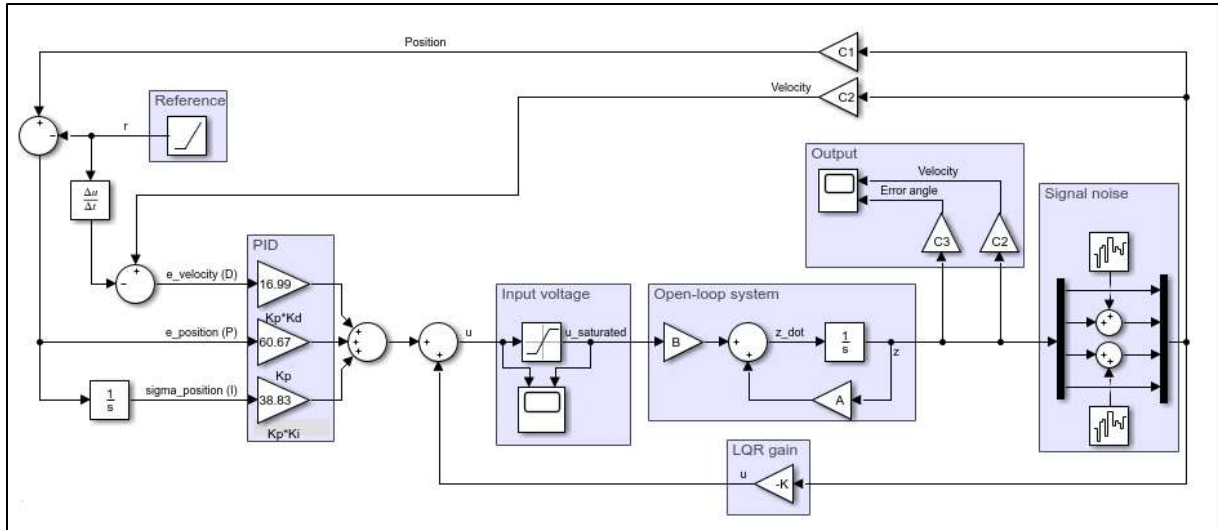 Position
C1
Velocity
C2
Reference
r
Δu
Δt
Output
Velocity
Error angle
C3
C2
Signal noise
PID
e_velocity (D)
16.99
Kp*Kd
e_position (P)
60.67
Kp
sigma_position (I)
38.83
Kp*Ki
1
s
u
Input voltage
u_saturated
Open-loop system
B
z_dot
1
s
z
A
LQR gain
u
-K